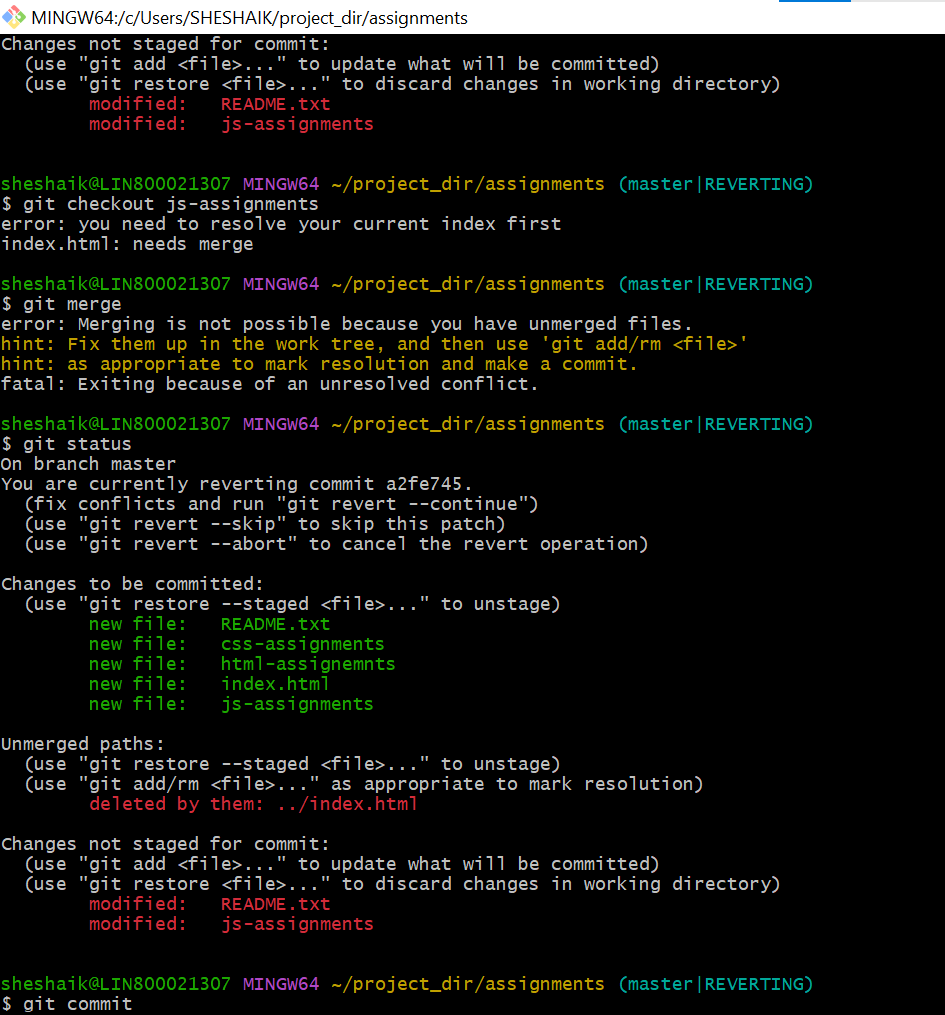 MINGW64:/c/Users/SHESHAIK/project_dir/assignments
Changes not staged for commit:
  (use "git add <file>..." to update what will be committed)
  (use "git restore <file>..." to discard changes in working directory)
        modified:   README.txt
        modified:   js-assignments

sheshaik@LIN800021307 MINGW64 ~/project_dir/assignments (master|REVERTING)
$ git checkout js-assignments
error: you need to resolve your current index first
index.html: needs merge

sheshaik@LIN800021307 MINGW64 ~/project_dir/assignments (master|REVERTING)
$ git merge
error: Merging is not possible because you have unmerged files.
hint: Fix them up in the work tree, and then use 'git add/rm <file>'
hint: as appropriate to mark resolution and make a commit.
fatal: Exiting because of an unresolved conflict.

sheshaik@LIN800021307 MINGW64 ~/project_dir/assignments (master|REVERTING)
$ git status
On branch master
You are currently reverting commit a2fe745.
  (fix conflicts and run "git revert --continue")
  (use "git revert --skip" to skip this patch)
  (use "git revert --abort" to cancel the revert operation)

Changes to be committed:
  (use "git restore --staged <file>..." to unstage)
        new file:   README.txt
        new file:   css-assignments
        new file:   html-assignemnts
        new file:   index.html
        new file:   js-assignments

Unmerged paths:
  (use "git restore --staged <file>..." to unstage)
  (use "git add/rm <file>..." as appropriate to mark resolution)
        deleted by them: ../index.html

Changes not staged for commit:
  (use "git add <file>..." to update what will be committed)
  (use "git restore <file>..." to discard changes in working directory)
        modified:   README.txt
        modified:   js-assignments

sheshaik@LIN800021307 MINGW64 ~/project_dir/assignments (master|REVERTING)
$ git commit